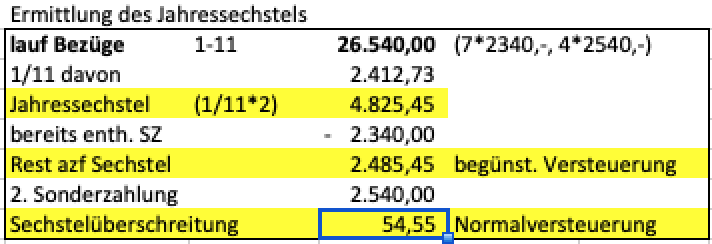 Ermittlung des Jahressechstels
lauf Bezüge 1-11 26.540,00 (7*2340,-, 4*2540,-)
1/11 davon 2.412,73
Jahressechstel (1/11*2) 4.825,45
bereits enth. SZ - 2.340,00
Rest azf Sechstel 2.485,45 begünst. Versteuerung
2. Sonderzahlung 2.540,00
Sechstelüberschreitung 54,55 Normalversteuerung